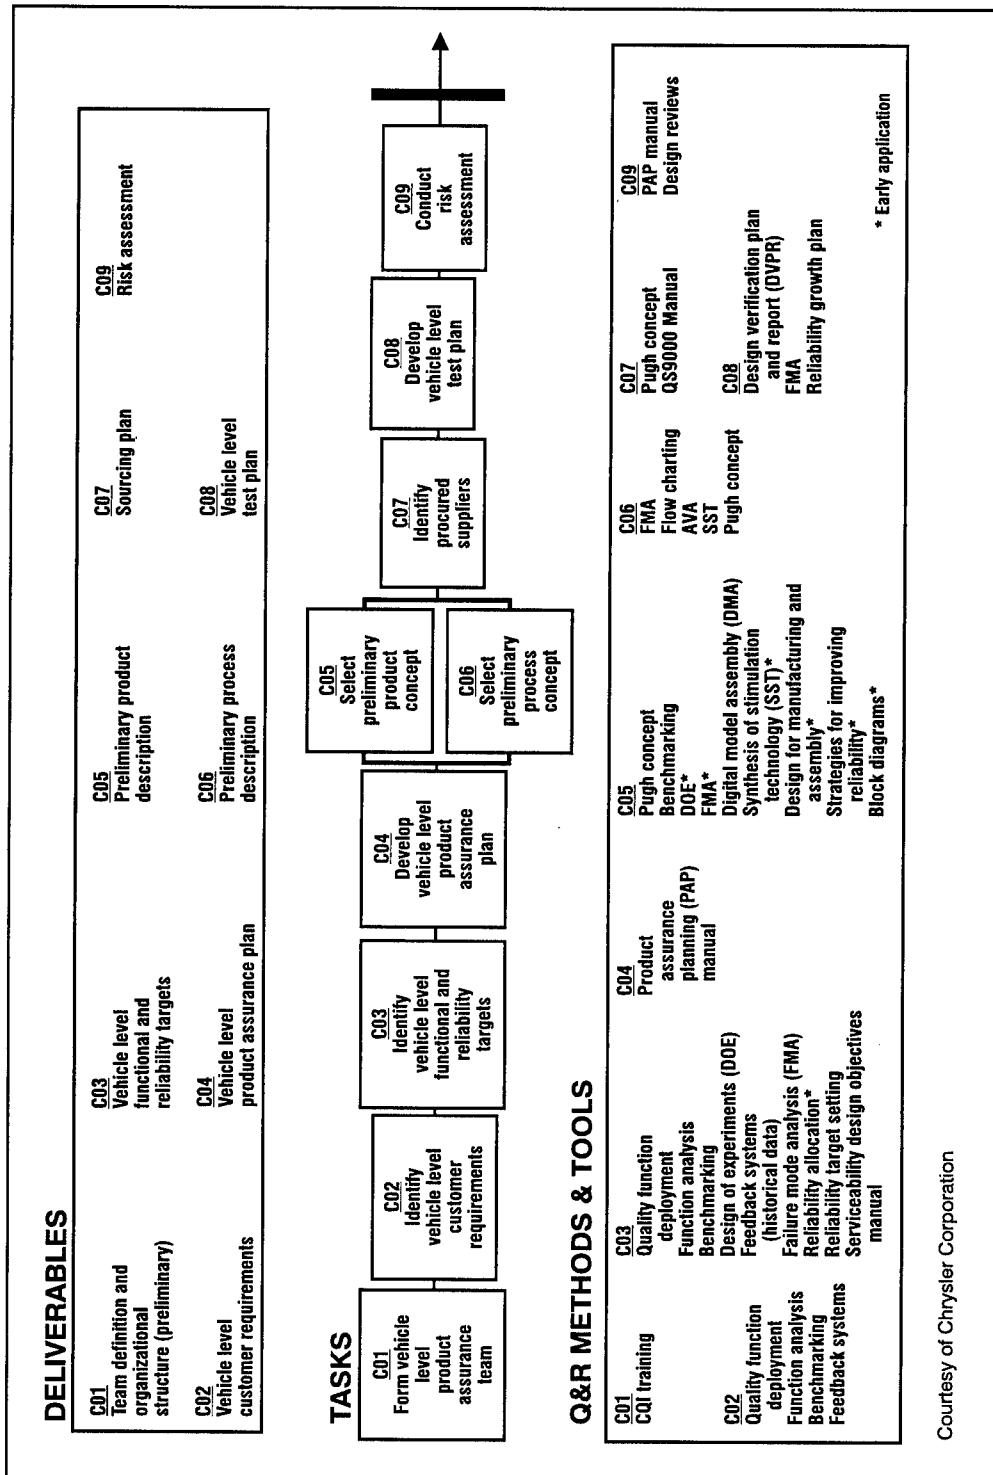 DELIVERABLES
C01
Team definition and
organizational
structure (preliminary)
C02
Vehicle level
customer requirements
C03
Vehicle level
functional and
reliability targets
C04
Vehicle level
product assurance plan
C05
Preliminary product
description
C06
Preliminary process
description
C07
Sourcing plan
C08
Vehicle level
test plan
C09
Risk assessment
TASKS
C01
Form vehicle
level
product
assurance
team
C02
Identify
vehicle level
customer
requirements
C03
Identify
vehicle level
functional and
reliability
targets
C04
Develop
vehicle level
product
assurance
plan
C05
Select
preliminary
product
concept
C06
Select
preliminary
process
concept
C07
Identify
procured
suppliers
C08
Develop
vehicle level
test plan
C09
Conduct
risk
assessment
Q&R METHODS & TOOLS
C01
CQI training
C02
Quality function
deployment
Function analysis
Benchmarking
Feedback systems
C03
Quality function
deployment
Function analysis
Benchmarking
Design of experiments (DOE)
Feedback systems
(historical data)
Failure mode analysis (FMA)
Reliability allocation*
Reliability target setting
Serviceability design objectives
manual
C04
Product
assurance
planning (PAP)
manual
C05
Pugh concept
Benchmarking
DOE*
FMA*
Digital model assembly (DMA)
Synthesis of stimulation
technology (SST)*
Design for manufacturing and
assembly*
Strategies for improving
reliability*
Block diagrams*
C06
FMA
Flow charting
AVA
SST
Pugh concept
C07
Pugh concept
QS9000 Manual
C08
Design verification plan
and report (DVPR)
FMA
Reliability growth plan
C09
PAP manual
Design reviews
* Early application
Courtesy of Chrysler Corporation